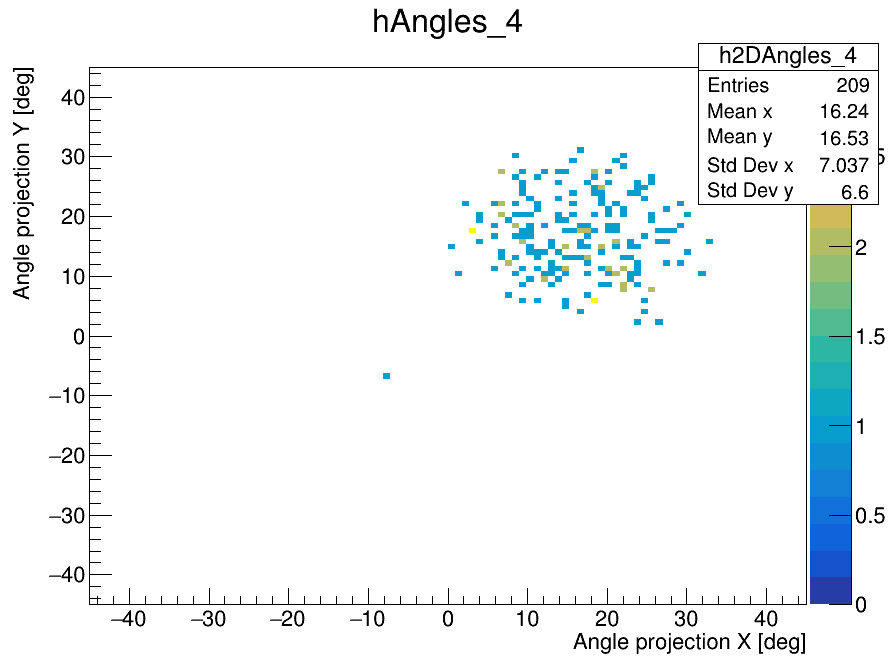 hAngles_4
h2DAngles_4
Entries 209
Mean x 16.24
Mean y 16.53
Std Dev x 7.037
Std Dev y 6.6
Angle projection Y [deg]
40
30
20
10
0
−10
−20
−30
−40
−40 −30 −20 −10 0 10 20 30 40
Angle projection X [deg]
5
2
1.5
1
0.5
0